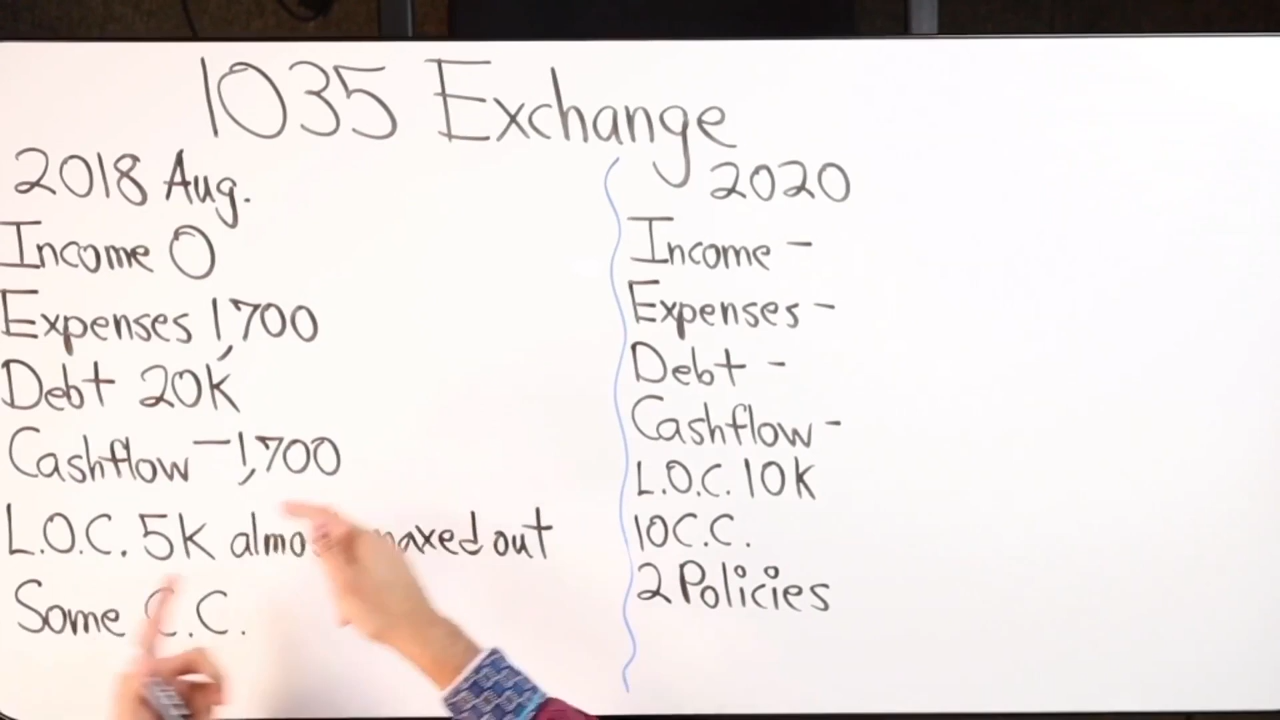 1035 Exchange
2018 Aug.
Income 0
Expenses 1,700
Debt 20K
Cashflow -1,700
L.O.C. 5K almo maxed out
Some C.C.
2020
Income -
Expenses -
Debt -
Cashflow -
L.O.C. 10K
10 C.C.
2 Policies